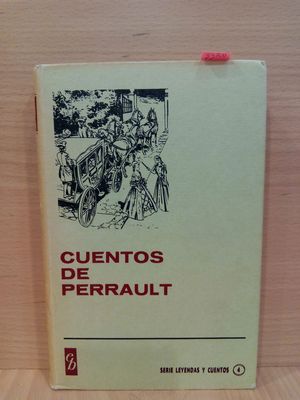 CUENTOS
DE
PERRAULT
SERIE LEYENDAS Y CUENTOS 4